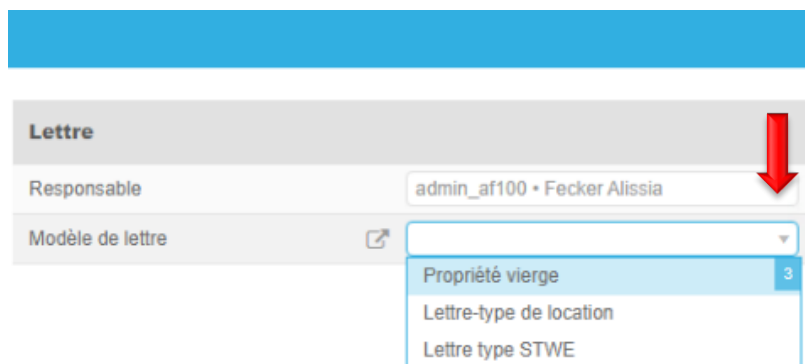 Lettre
Responsable admin_af100 • Fecker Alissia
Modèle de lettre
Propriété vierge 3
Lettre-type de location
Lettre type STWE